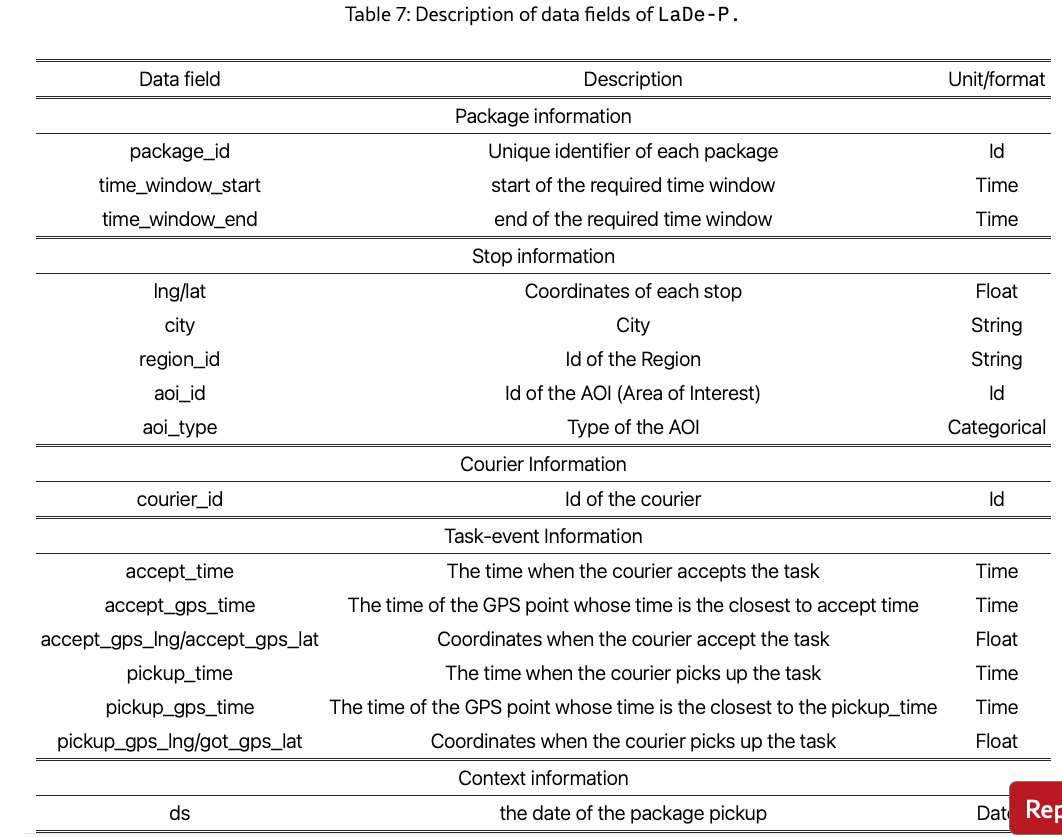 Table 7: Description of data fields of LaDe-P.
Data field Description Unit/format
Package information
package_id Unique identifier of each package Id
time_window_start start of the required time window Time
time_window_end end of the required time window Time
Stop information
lng/lat Coordinates of each stop Float
city City String
region_id Id of the Region String
aoi_id Id of the AOI (Area of Interest) Id
aoi_type Type of the AOI Categorical
Courier Information
courier_id Id of the courier Id
Task-event Information
accept_time The time when the courier accepts the task Time
accept_gps_time The time of the GPS point whose time is the closest to accept time Time
accept_gps_lng/accept_gps_lat Coordinates when the courier accept the task Float
pickup_time The time when the courier picks up the task Time
pickup_gps_time The time of the GPS point whose time is the closest to the pickup_time Time
pickup_gps_lng/got_gps_lat Coordinates when the courier picks up the task Float
Context information
ds the date of the package pickup Date